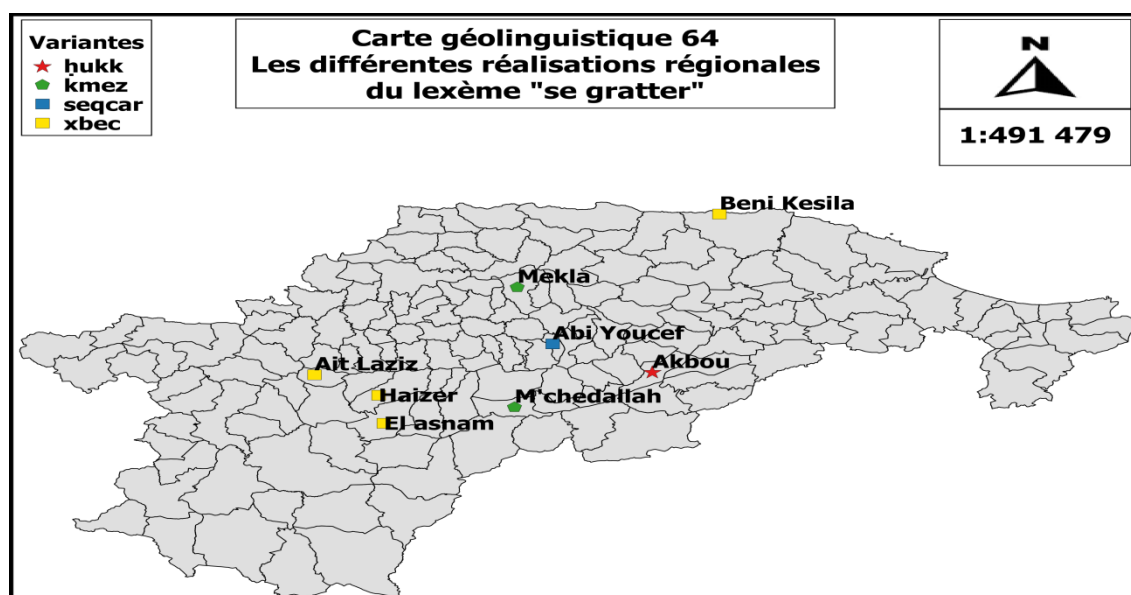 Variantes
ḥukk
ḱmez
seqcar
xbec
Carte géolinguistique 64
Les différentes réalisations régionales
du lexème "se gratter"
N
1:491 479
Beni Kesila
Mekla
Abi Youcef
Ait Laziz
Akbou
Haizer
M'chedallah
El asnam